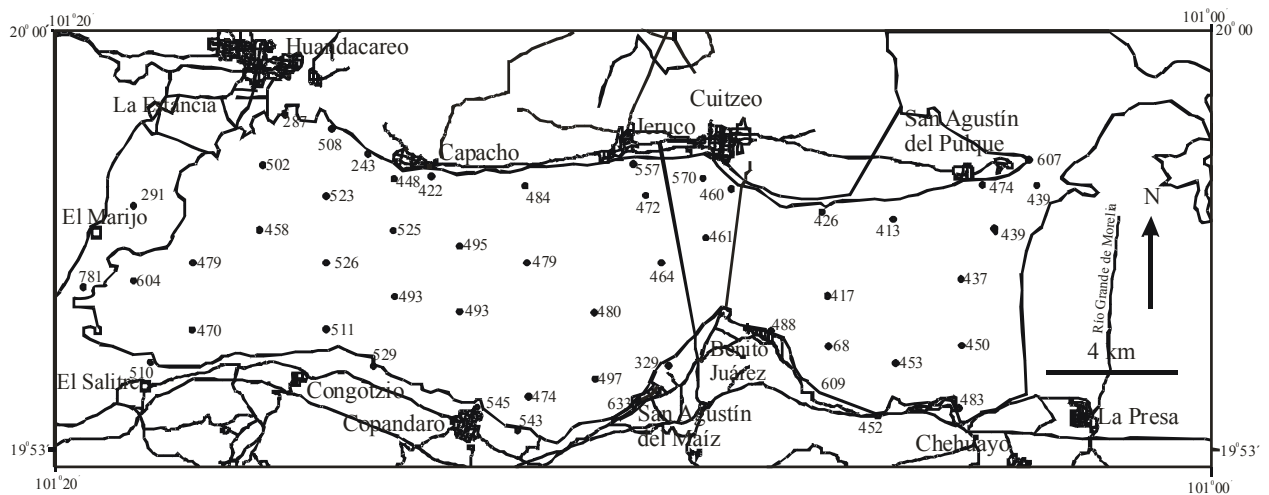 101°20'
101°00'
20°00'
20°00
Huandacareo
La Estancia
287
508
243
502
Capacho
448
422
Jeruco
Cuitzeo
557
570
460
472
484
San Agustín
del Pulque
607
474
439
N
291
El Marijo
523
458
525
495
461
426
413
439
781
604
479
526
479
464
437
Río Grande de Morelia
493
493
480
417
470
511
488
4 km
529
510
El Salitre
Congotzio
329
Benito
Juárez
68
453
450
497
609
545
474
633
543
Copandaro
San Agustín
del Maíz
452
483
Chehuayo
La Presa
19°53'
19°53'
101°20'
101°00'